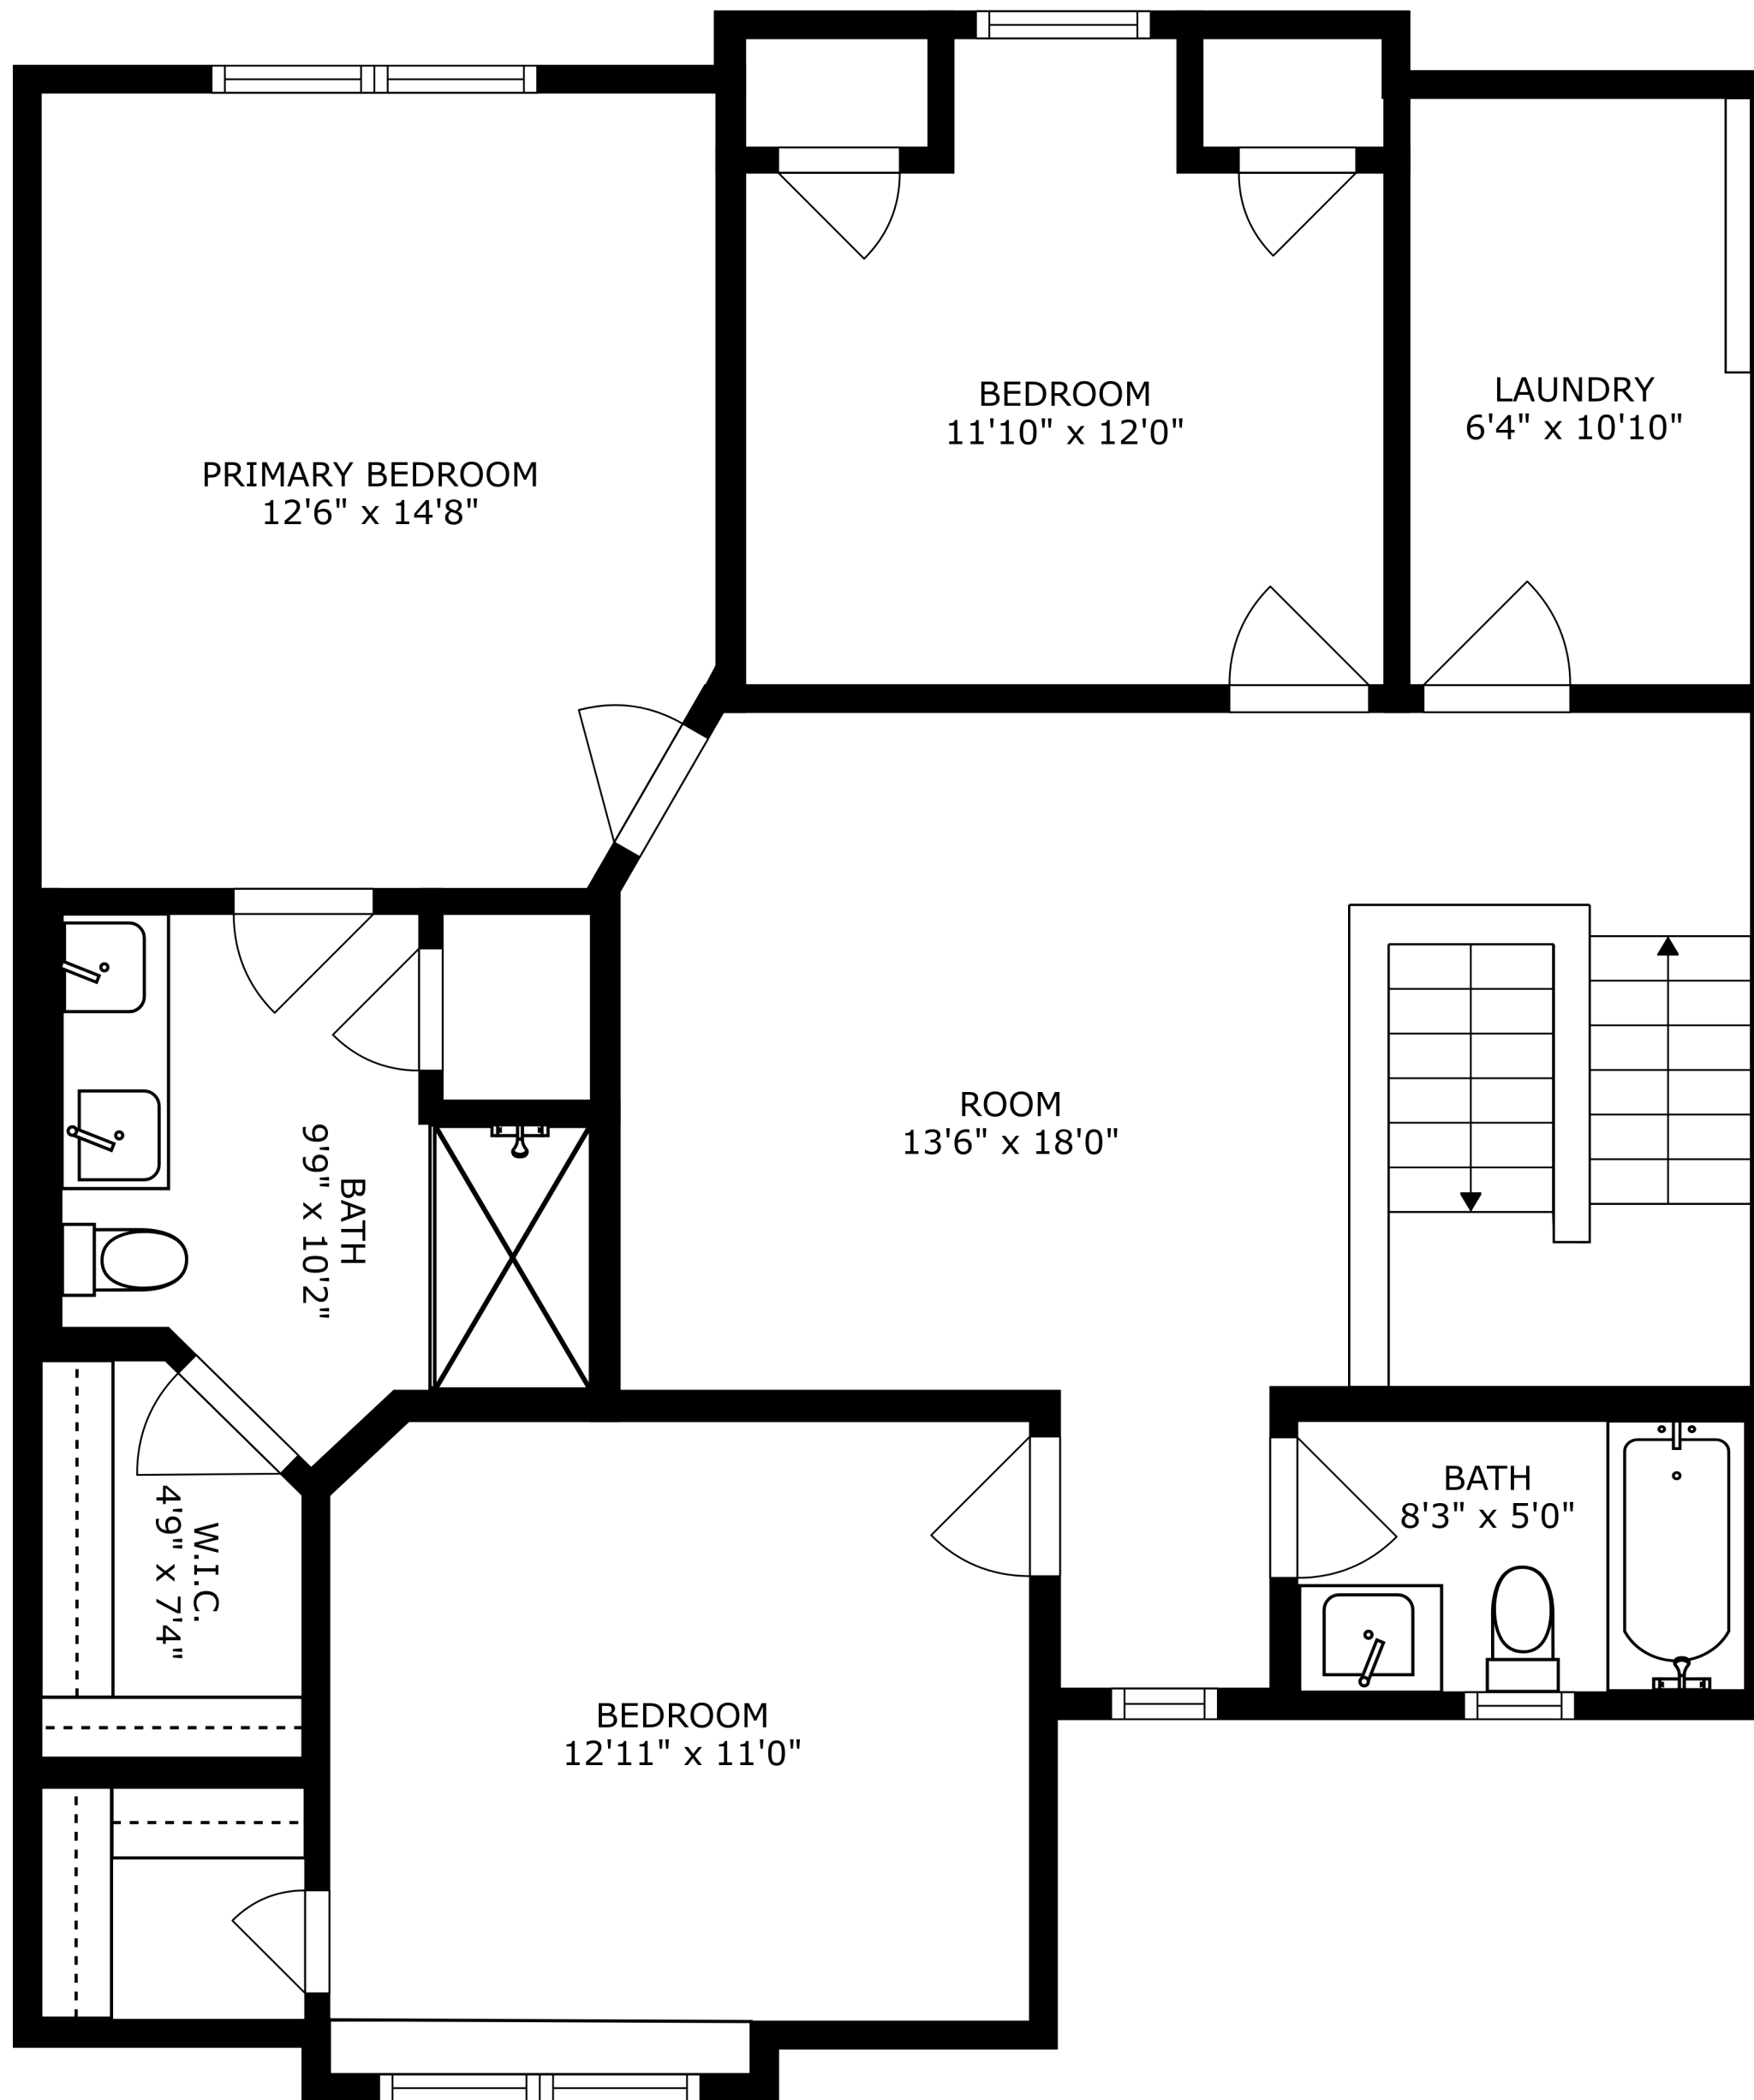 BEDROOM
11'10" x 12'0"
LAUNDRY
6'4" x 10'10"
PRIMARY BEDROOM
12'6" x 14'8"
ROOM
13'6" x 18'0"
BATH
9'9" x 10'2"
BATH
8'3" x 5'0"
W.I.C.
4'9" x 7'4"
BEDROOM
12'11" x 11'0"